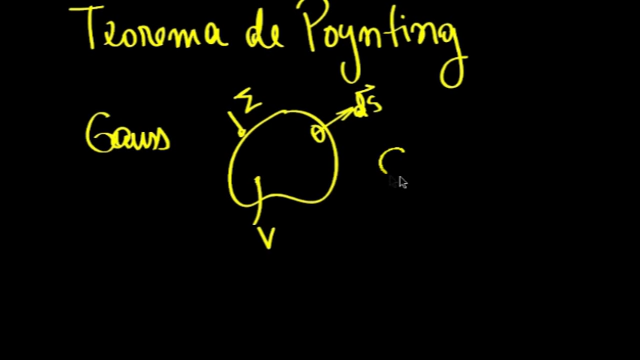 Teorema de Poynting
Σ
ds
Gauss
V